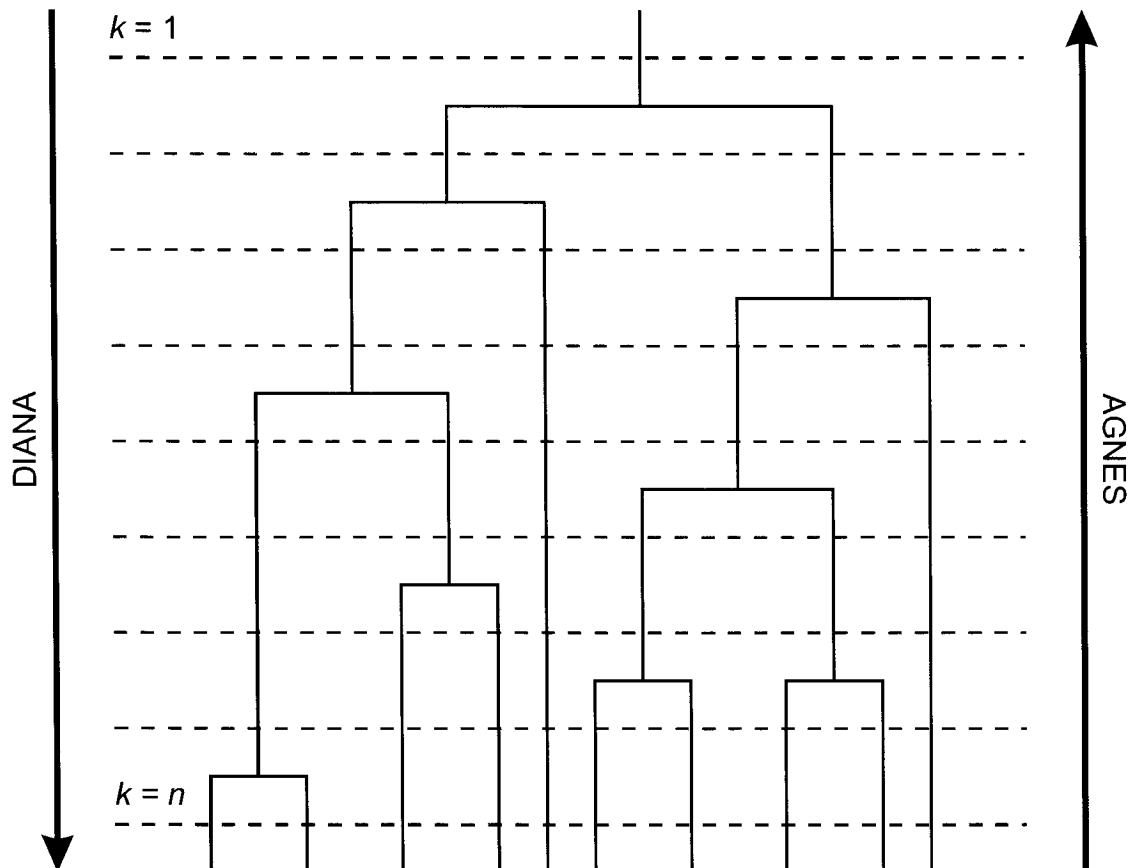 k = 1
DIANA
AGNES
k = n